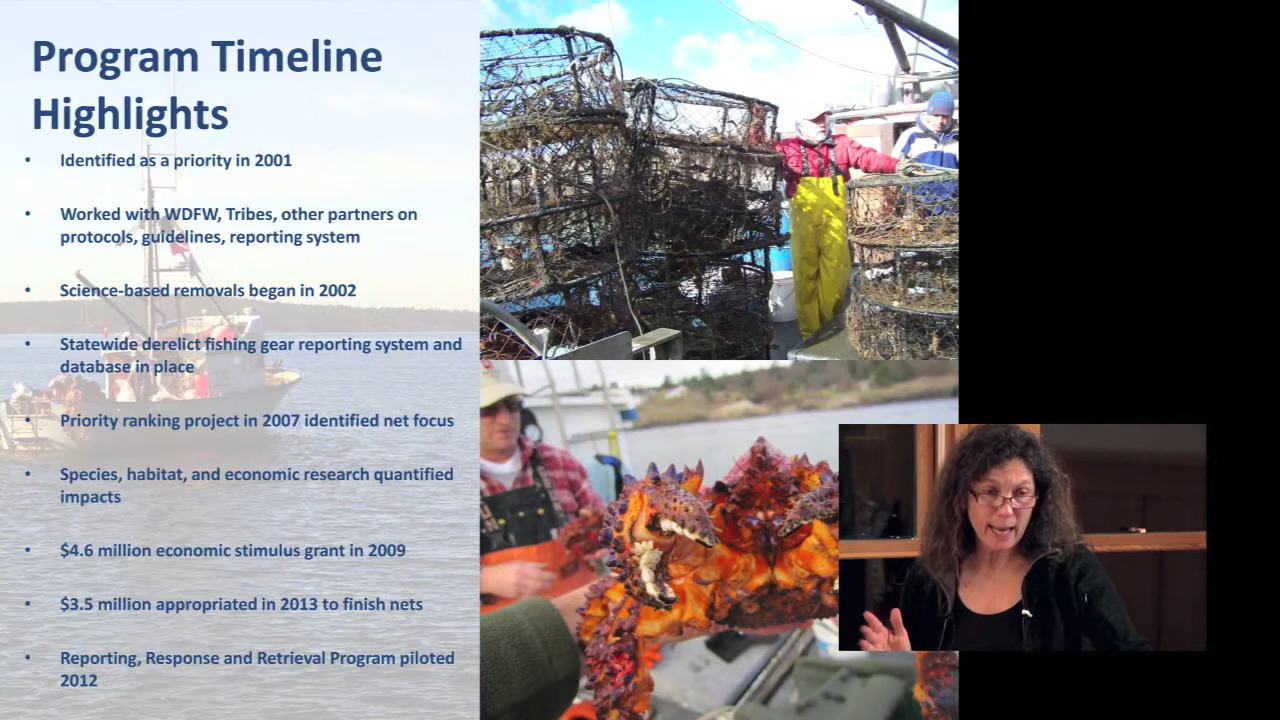 Program Timeline
Highlights
• Identified as a priority in 2001
• Worked with WDFW, Tribes, other partners on
protocols, guidelines, reporting system
• Science-based removals began in 2002
• Statewide derelict fishing gear reporting system and
database in place
• Priority ranking project in 2007 identified net focus
• Species, habitat, and economic research quantified
impacts
• $4.6 million economic stimulus grant in 2009
• $3.5 million appropriated in 2013 to finish nets
• Reporting, Response and Retrieval Program piloted
2012